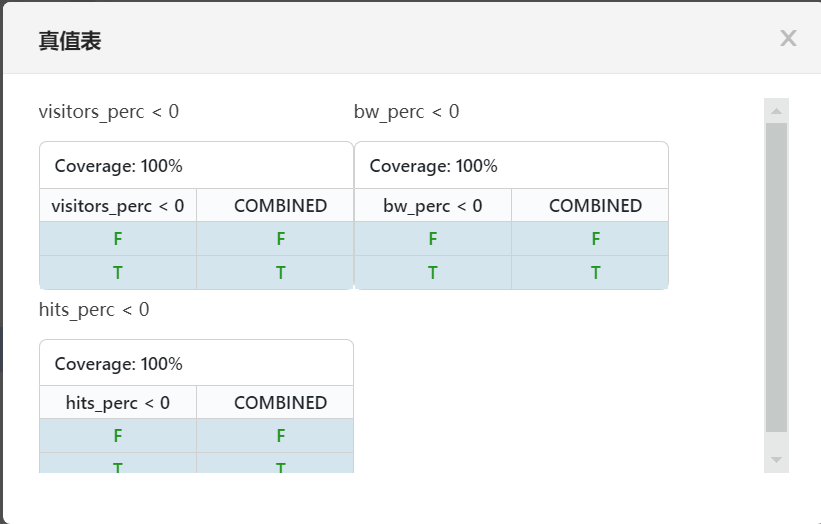 真值表
visitors_perc < 0
bw_perc < 0
Coverage: 100%
Coverage: 100%
visitors_perc < 0 COMBINED
bw_perc < 0 COMBINED
F F
F F
T T
T T
hits_perc < 0
Coverage: 100%
hits_perc < 0 COMBINED
F F
T T